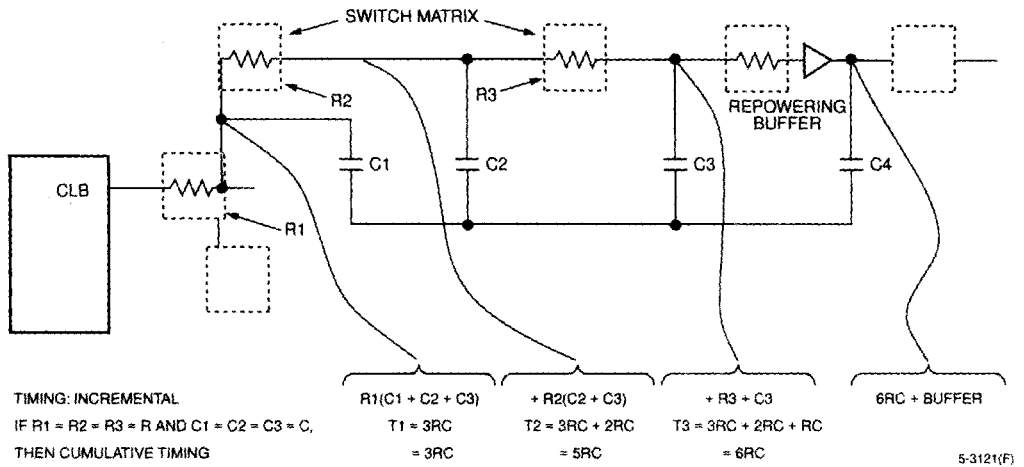 SWITCH MATRIX
R2
R3
REPOWERING
BUFFER
C1
C2
C3
C4
CLB
R1
TIMING: INCREMENTAL
R1(C1 + C2 + C3)
+ R2(C2 + C3)
+ R3 + C3
6RC + BUFFER
IF R1 = R2 = R3 = R AND C1 = C2 = C3 = C,
T1 = 3RC
T2 = 3RC + 2RC
T3 = 3RC + 2RC + RC
THEN CUMULATIVE TIMING
= 3RC
= 5RC
= 6RC
5-3121(F)